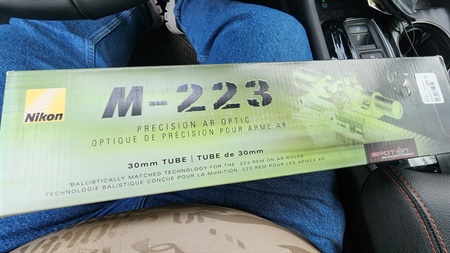 Nikon
M-223
PRECISION AR OPTIC
OPTIQUE DE PRÉCISION POUR ARME AR
30mm TUBE | TUBE de 30mm
BALLISTICALLY MATCHED TECHNOLOGY FOR THE .223 REM ON AR RIFLES
TECHNOLOGIE BALISTIQUE CONÇUE POUR LA MUNITION .223 REM POUR LES ARMES AR